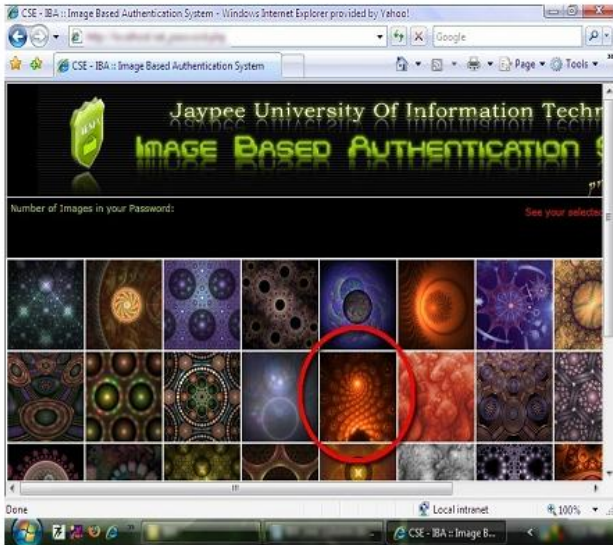 CSE - IBA :: Image Based Authentication System - Windows Internet Explorer provided by Yahoo!
Google
CSE - IBA :: Image Based Authentication System
Page
Tools
Jaypee University Of Information Techn
IMAGE BASED AUTHENTICATION S
Number of Images in your Password:
See your selected
Done
Local intranet
100%
CSE - IBA :: Image B...